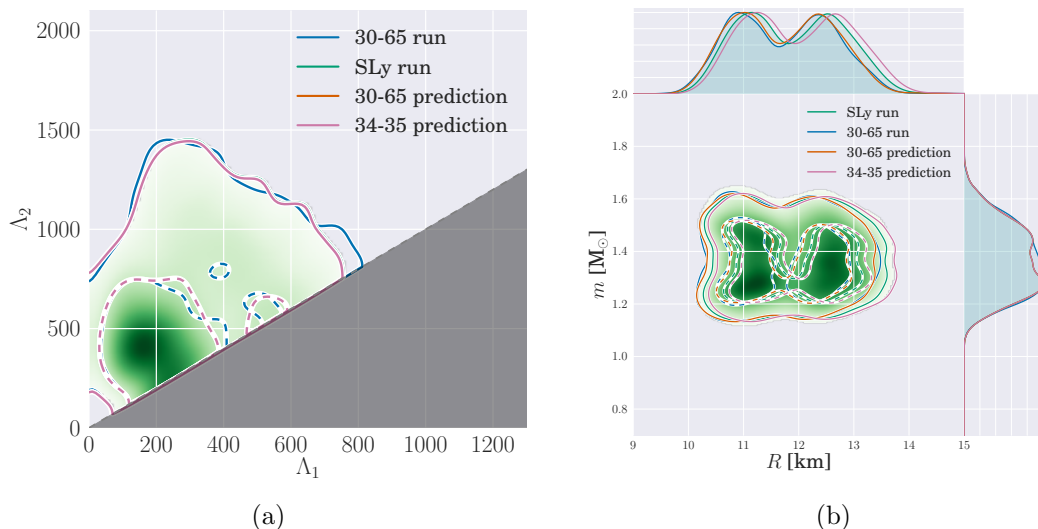 2000
1500
1000
500
0
Λ₂
0 200 400 600 800 1000 1200
Λ₁
30-65 run
SLy run
30-65 prediction
34-35 prediction
(a)
2.0
1.8
1.6
1.4
1.2
1.0
0.8
m [M⊙]
9 10 11 12 13 14 15
R [km]
SLy run
30-65 run
30-65 prediction
34-35 prediction
(b)